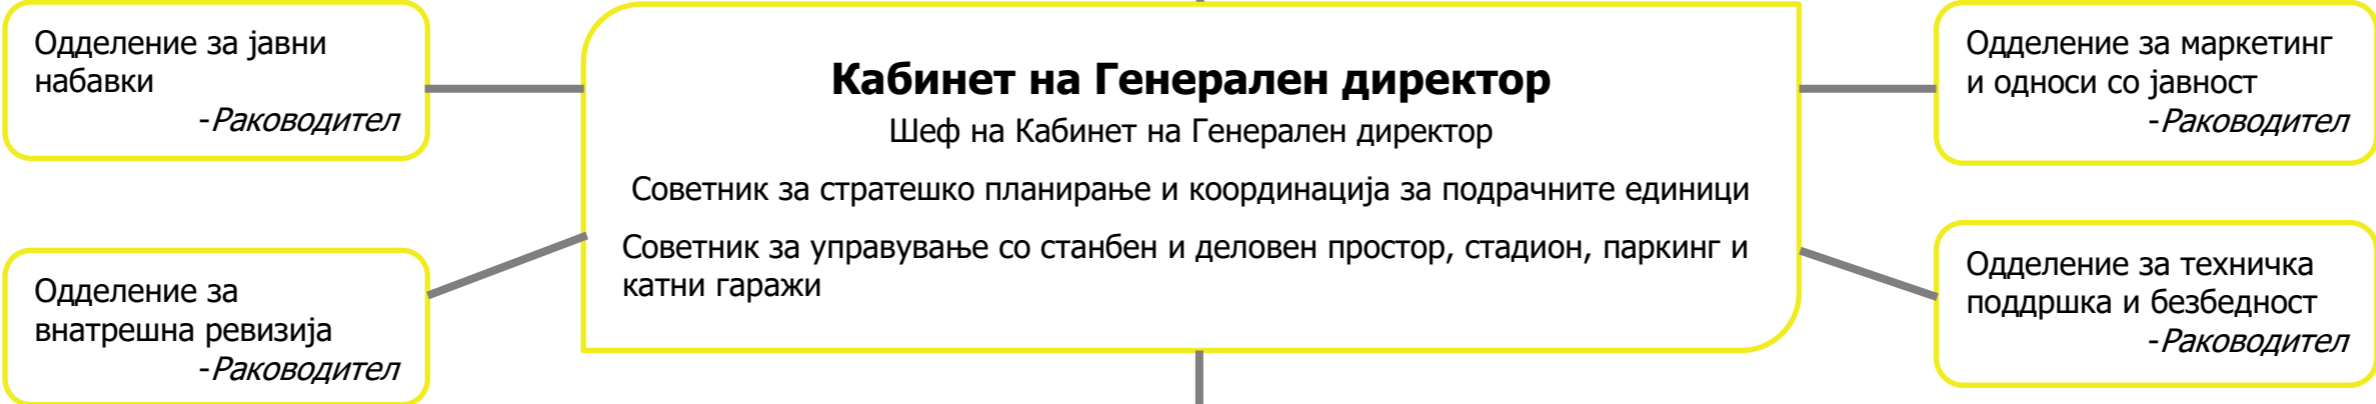 Одделение за јавни
набавки
-Раководител
Одделение за
внатрешна ревизија
-Раководител
Кабинет на Генерален директор
Шеф на Кабинет на Генерален директор
Советник за стратешко планирање и координација за подрачните единици
Советник за управување со станбен и деловен простор, стадион, паркинг и
катни гаражи
Одделение за маркетинг
и односи со јавност
-Раководител
Одделение за техничка
поддршка и безбедност
-Раководител